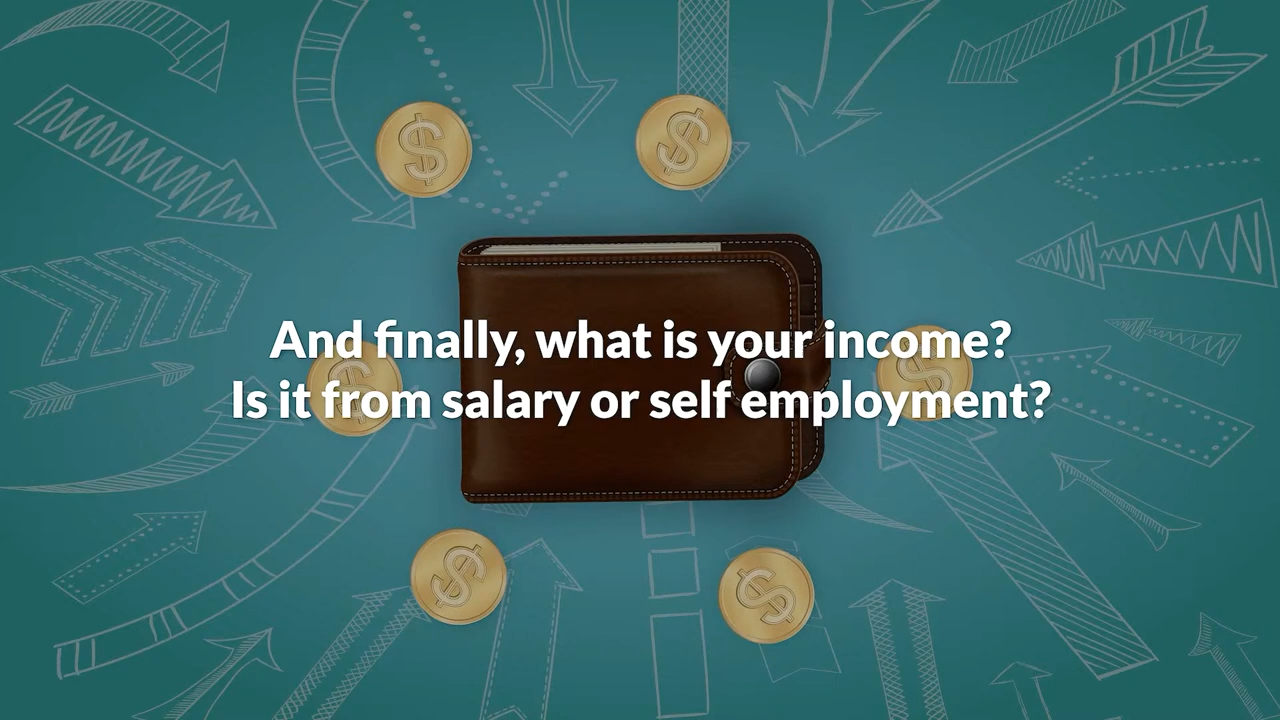 And finally, what is your income?
Is it from salary or self employment?